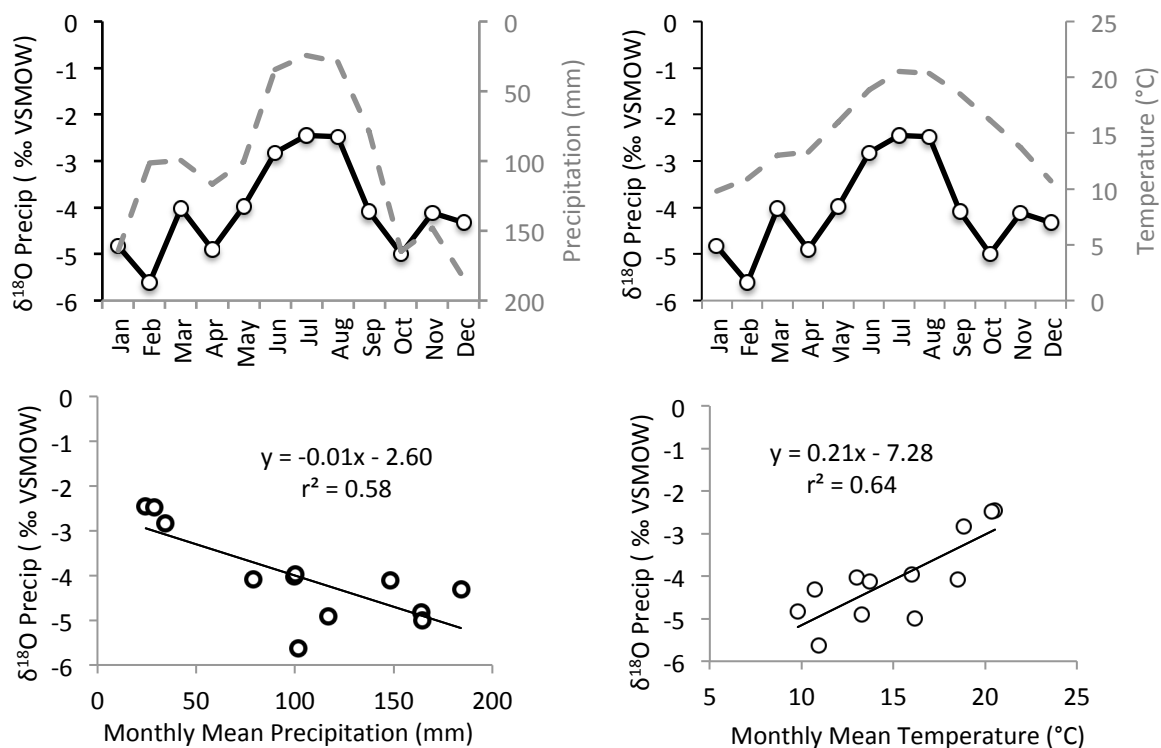 0
-1
-2
-3
-4
-5
-6
δ¹⁸O Precip ( ‰ VSMOW)
0
50
100
150
200
Precipitation (mm)
Jan Feb Mar Apr May Jun Jul Aug Sep Oct Nov Dec
0
-1
-2
-3
-4
-5
-6
δ¹⁸O Precip ( ‰ VSMOW)
25
20
15
10
5
0
Temperature (°C)
Jan Feb Mar Apr May Jun Jul Aug Sep Oct Nov Dec
0
-1
-2
-3
-4
-5
-6
δ¹⁸O Precip ( ‰ VSMOW)
y = -0.01x - 2.60
r² = 0.58
0 50 100 150 200
Monthly Mean Precipitation (mm)
0
-1
-2
-3
-4
-5
-6
δ¹⁸O Precip ( ‰ VSMOW)
y = 0.21x - 7.28
r² = 0.64
5 10 15 20 25
Monthly Mean Temperature (°C)